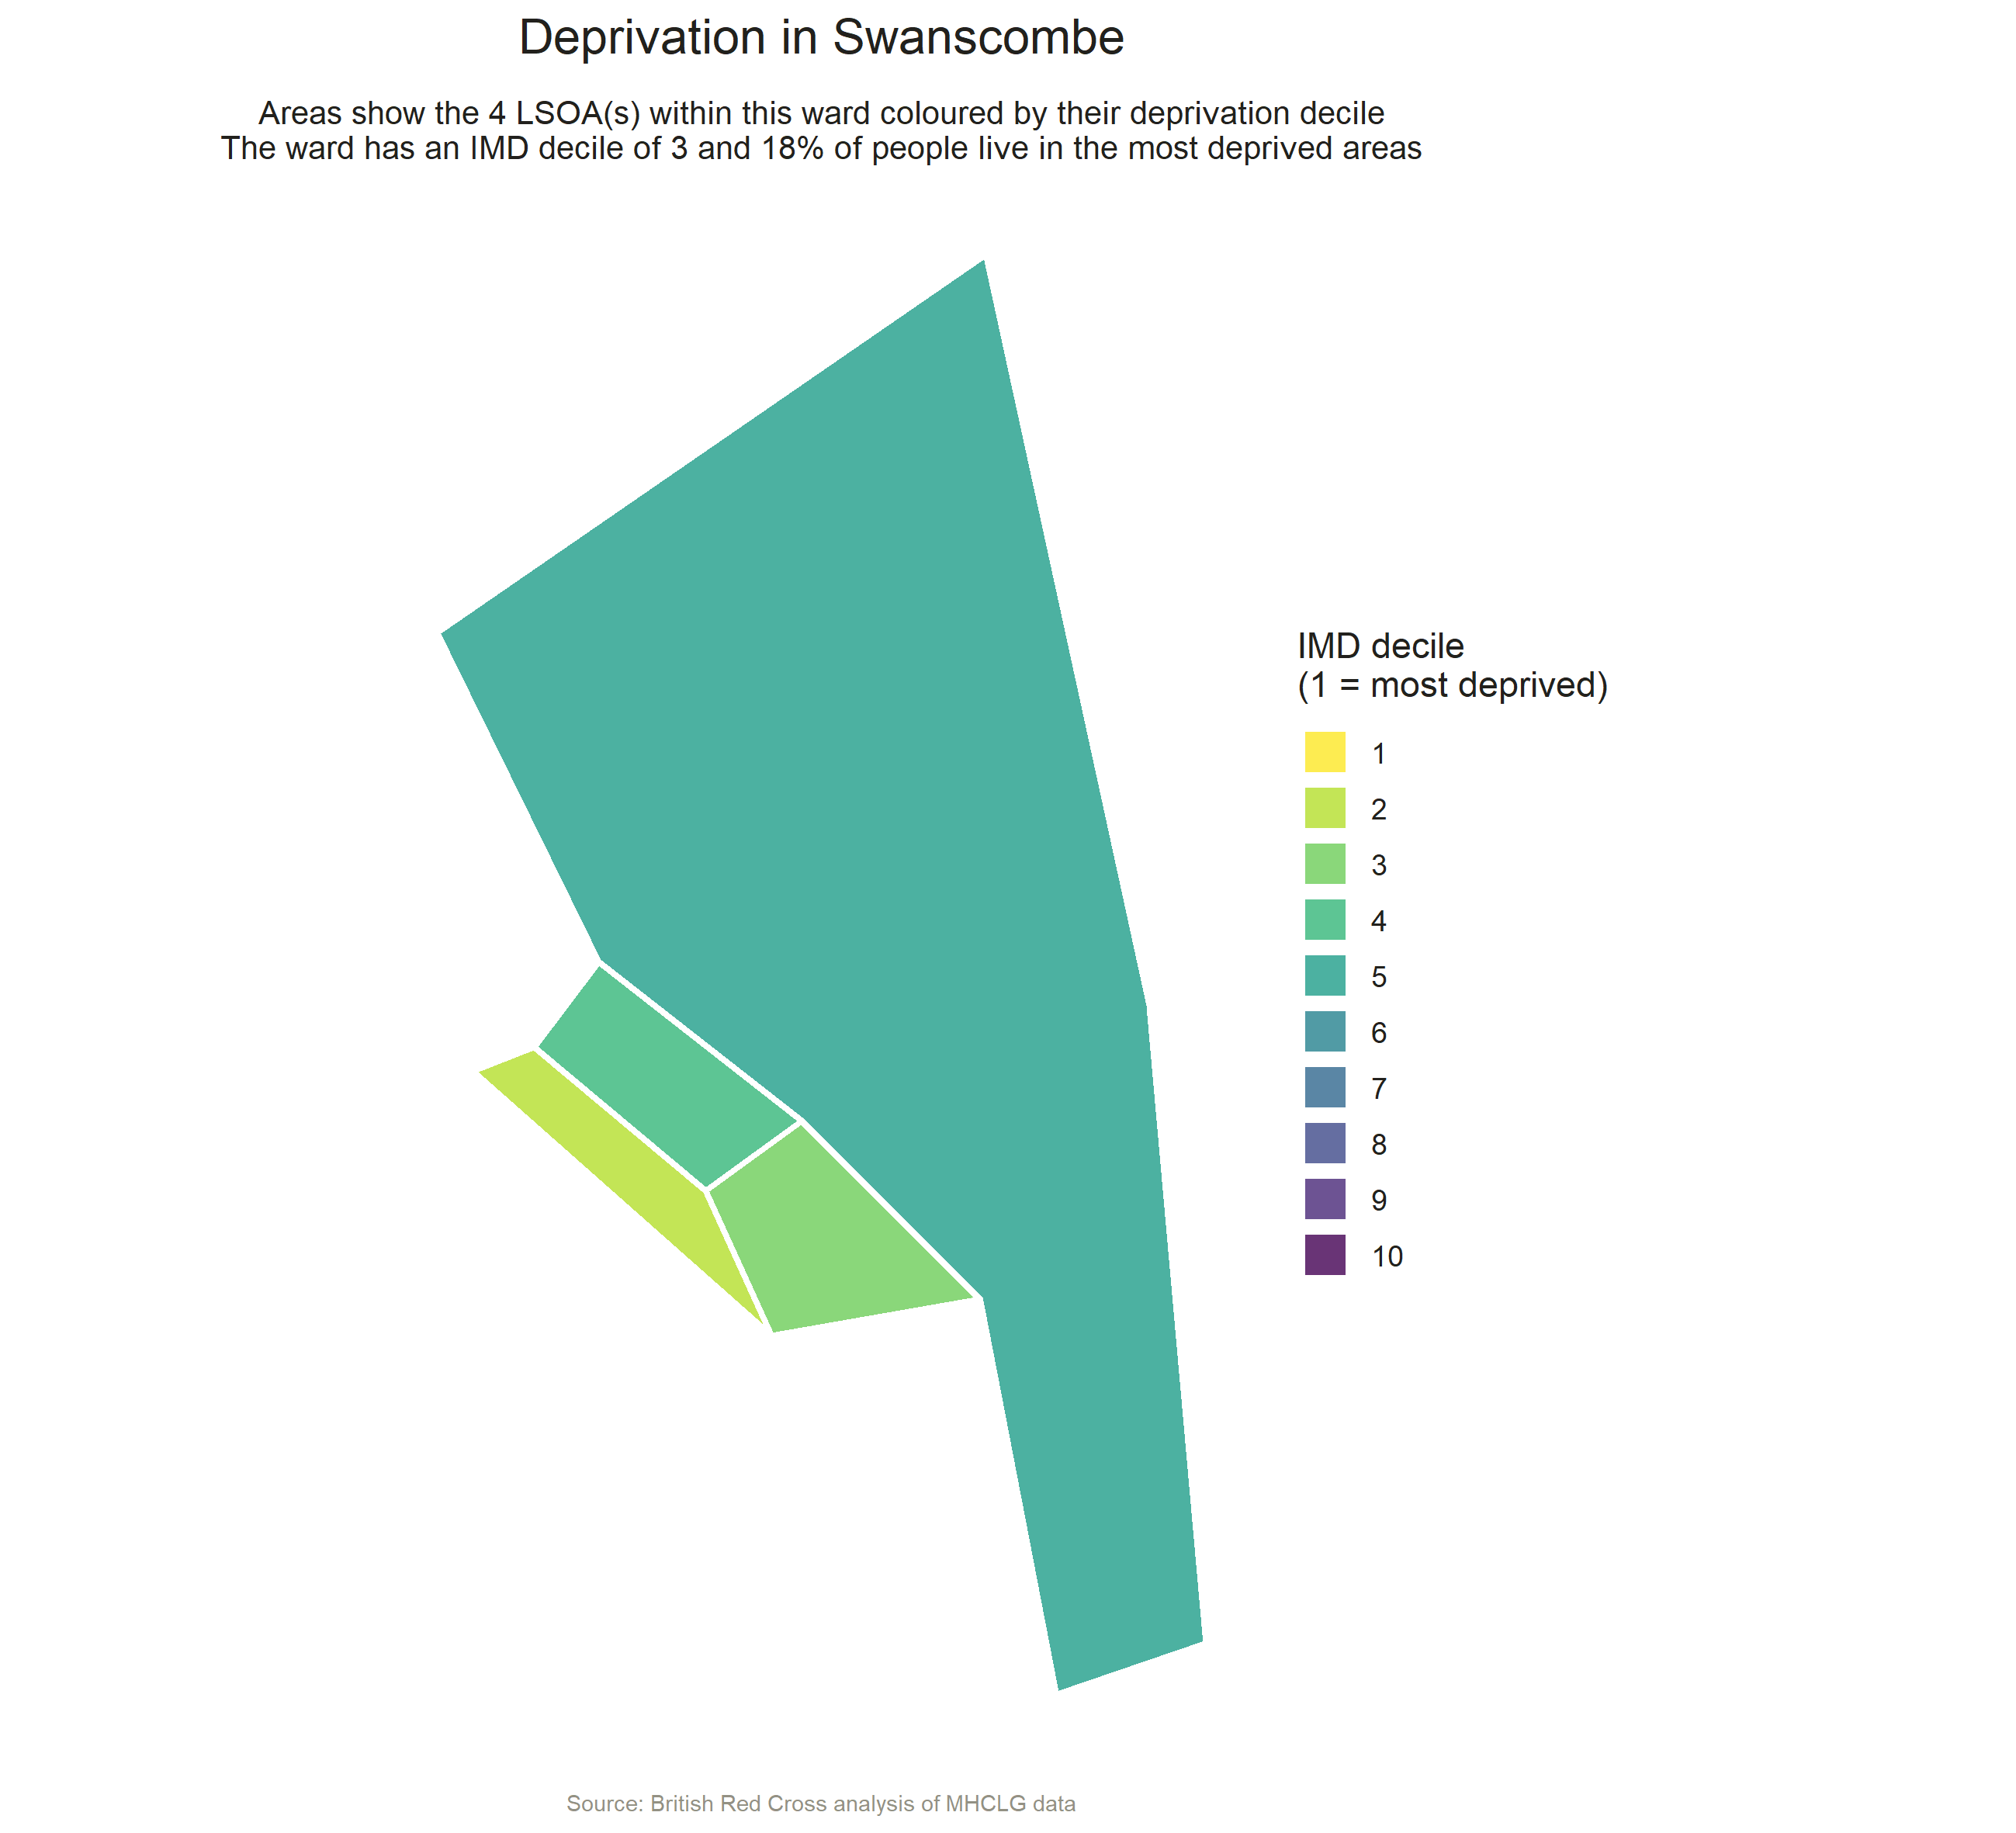 Deprivation in Swanscombe
Areas show the 4 LSOA(s) within this ward coloured by their deprivation decile
The ward has an IMD decile of 3 and 18% of people live in the most deprived areas
IMD decile
(1 = most deprived)
1
2
3
4
5
6
7
8
9
10
Source: British Red Cross analysis of MHCLG data